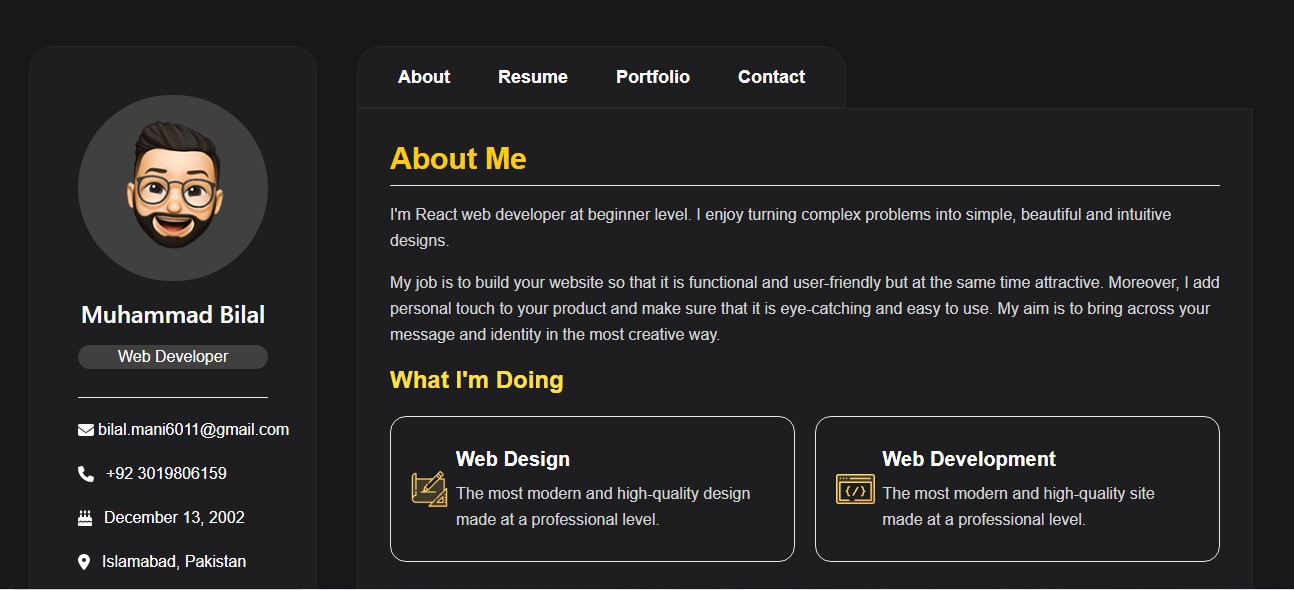 Muhammad Bilal
Web Developer
bilal.mani6011@gmail.com
+92 3019806159
December 13, 2002
Islamabad, Pakistan
About Resume Portfolio Contact
About Me
I'm React web developer at beginner level. I enjoy turning complex problems into simple, beautiful and intuitive
designs.
My job is to build your website so that it is functional and user-friendly but at the same time attractive. Moreover, I add
personal touch to your product and make sure that it is eye-catching and easy to use. My aim is to bring across your
message and identity in the most creative way.
What I'm Doing
Web Design
The most modern and high-quality design
made at a professional level.
Web Development
The most modern and high-quality site
made at a professional level.